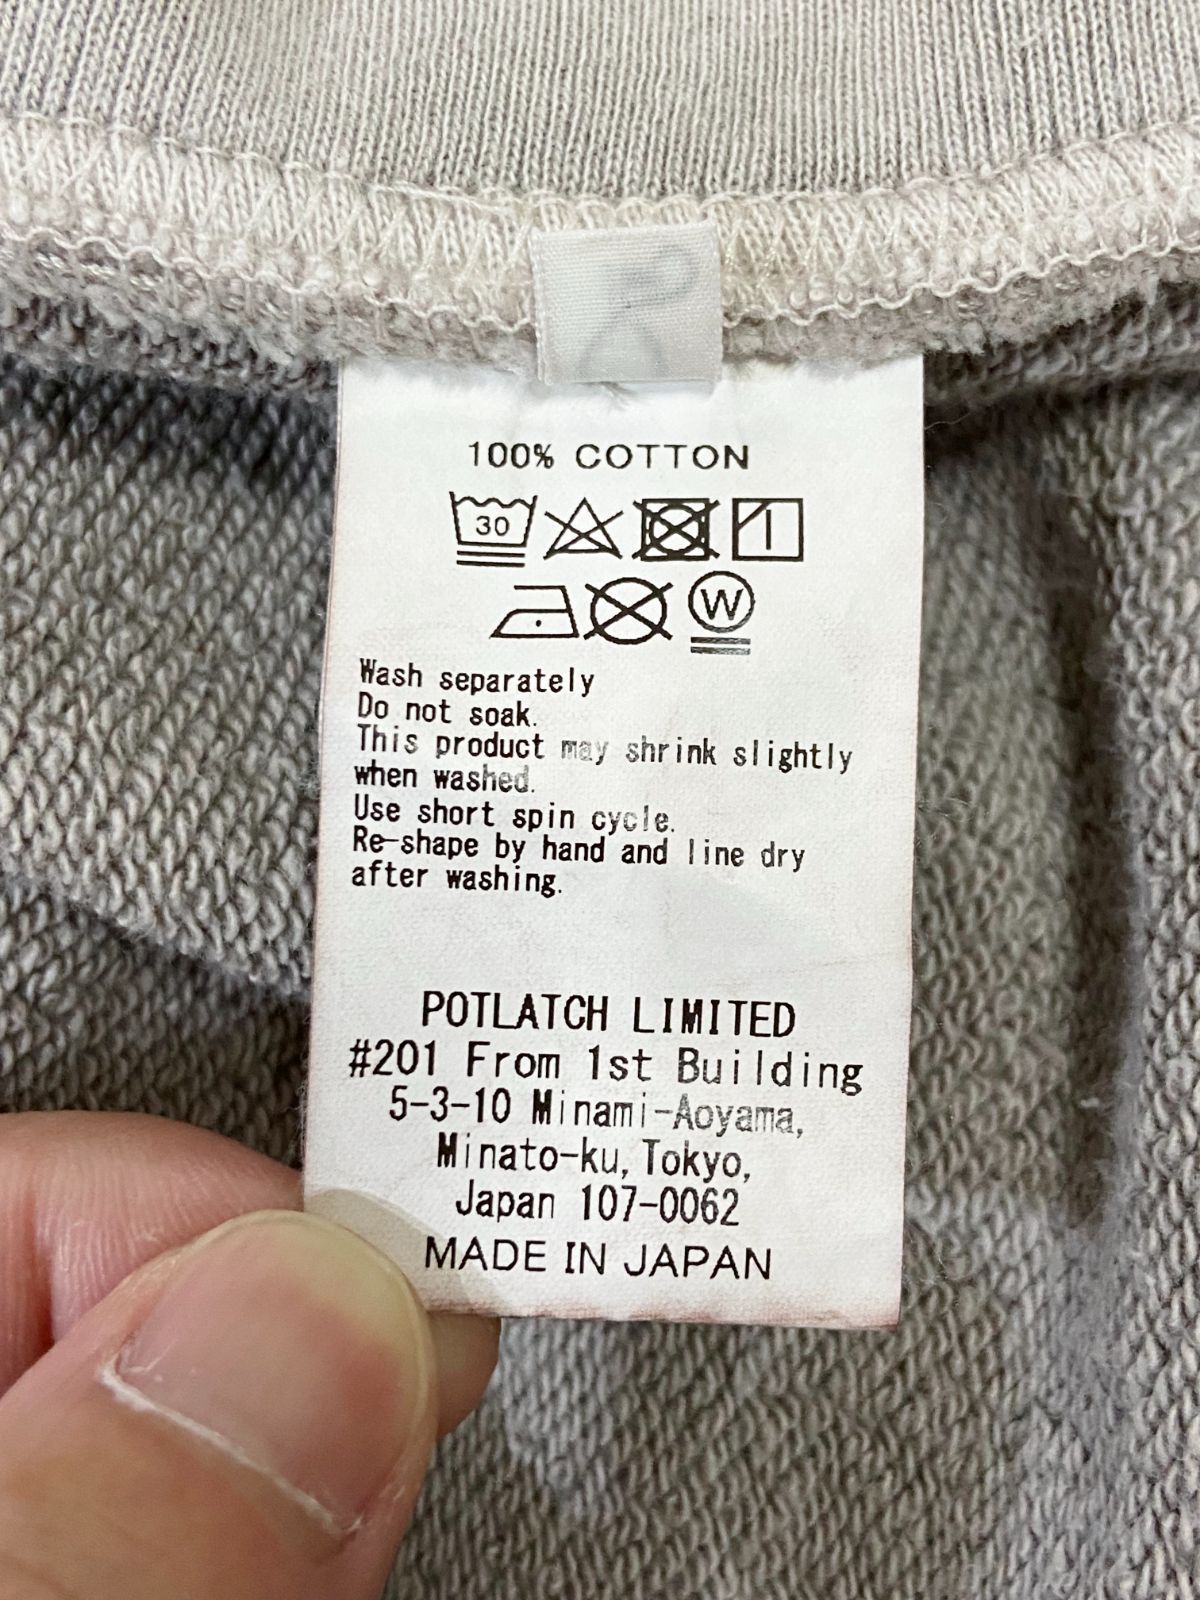 100% COTTON
30
W
Wash separately
Do not soak.
This product may shrink slightly
when washed.
Use short spin cycle.
Re-shape by hand and line dry
after washing.
POTLATCH LIMITED
#201 From 1st Building
5-3-10 Minami-Aoyama,
Minato-ku, Tokyo,
Japan 107-0062
MADE IN JAPAN